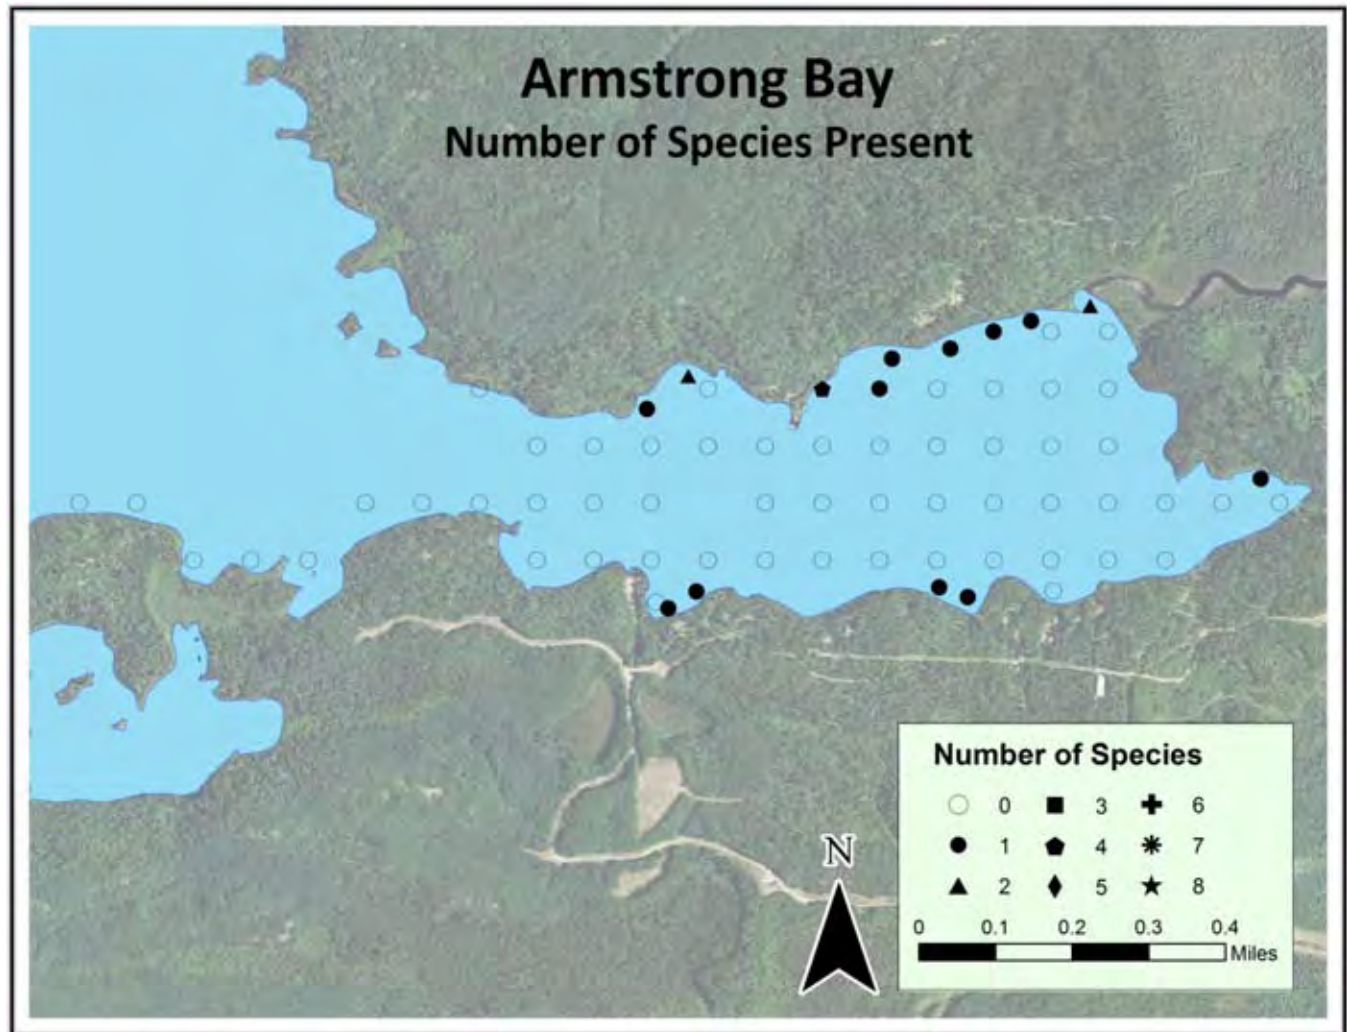 Armstrong Bay
Number of Species Present
Number of Species
0 3 6
1 4 7
2 5 8
N
0 0.1 0.2 0.3 0.4
Miles